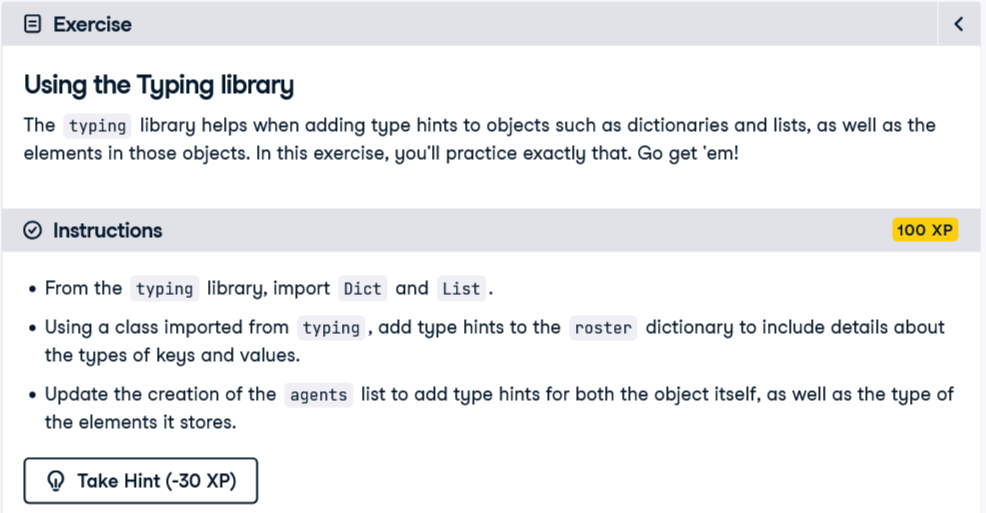 Exercise
Using the Typing library
The typing library helps when adding type hints to objects such as dictionaries and lists, as well as the
elements in those objects. In this exercise, you'll practice exactly that. Go get 'em!
Instructions
100 XP
• From the typing library, import Dict and List.
• Using a class imported from typing, add type hints to the roster dictionary to include details about
the types of keys and values.
• Update the creation of the agents list to add type hints for both the object itself, as well as the type of
the elements it stores.
Take Hint (-30 XP)